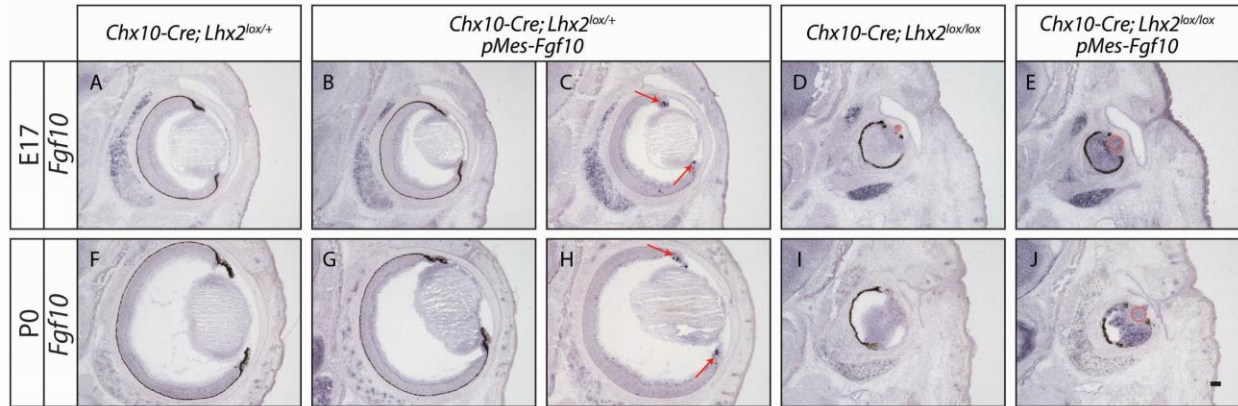 Chx10-Cre; Lhx2lox/+
Chx10-Cre; Lhx2lox/+
pMes-Fgf10
Chx10-Cre; Lhx2lox/lox
Chx10-Cre; Lhx2lox/lox
pMes-Fgf10
E17
Fgf10
A
B
C
D
E
P0
Fgf10
F
G
H
I
J